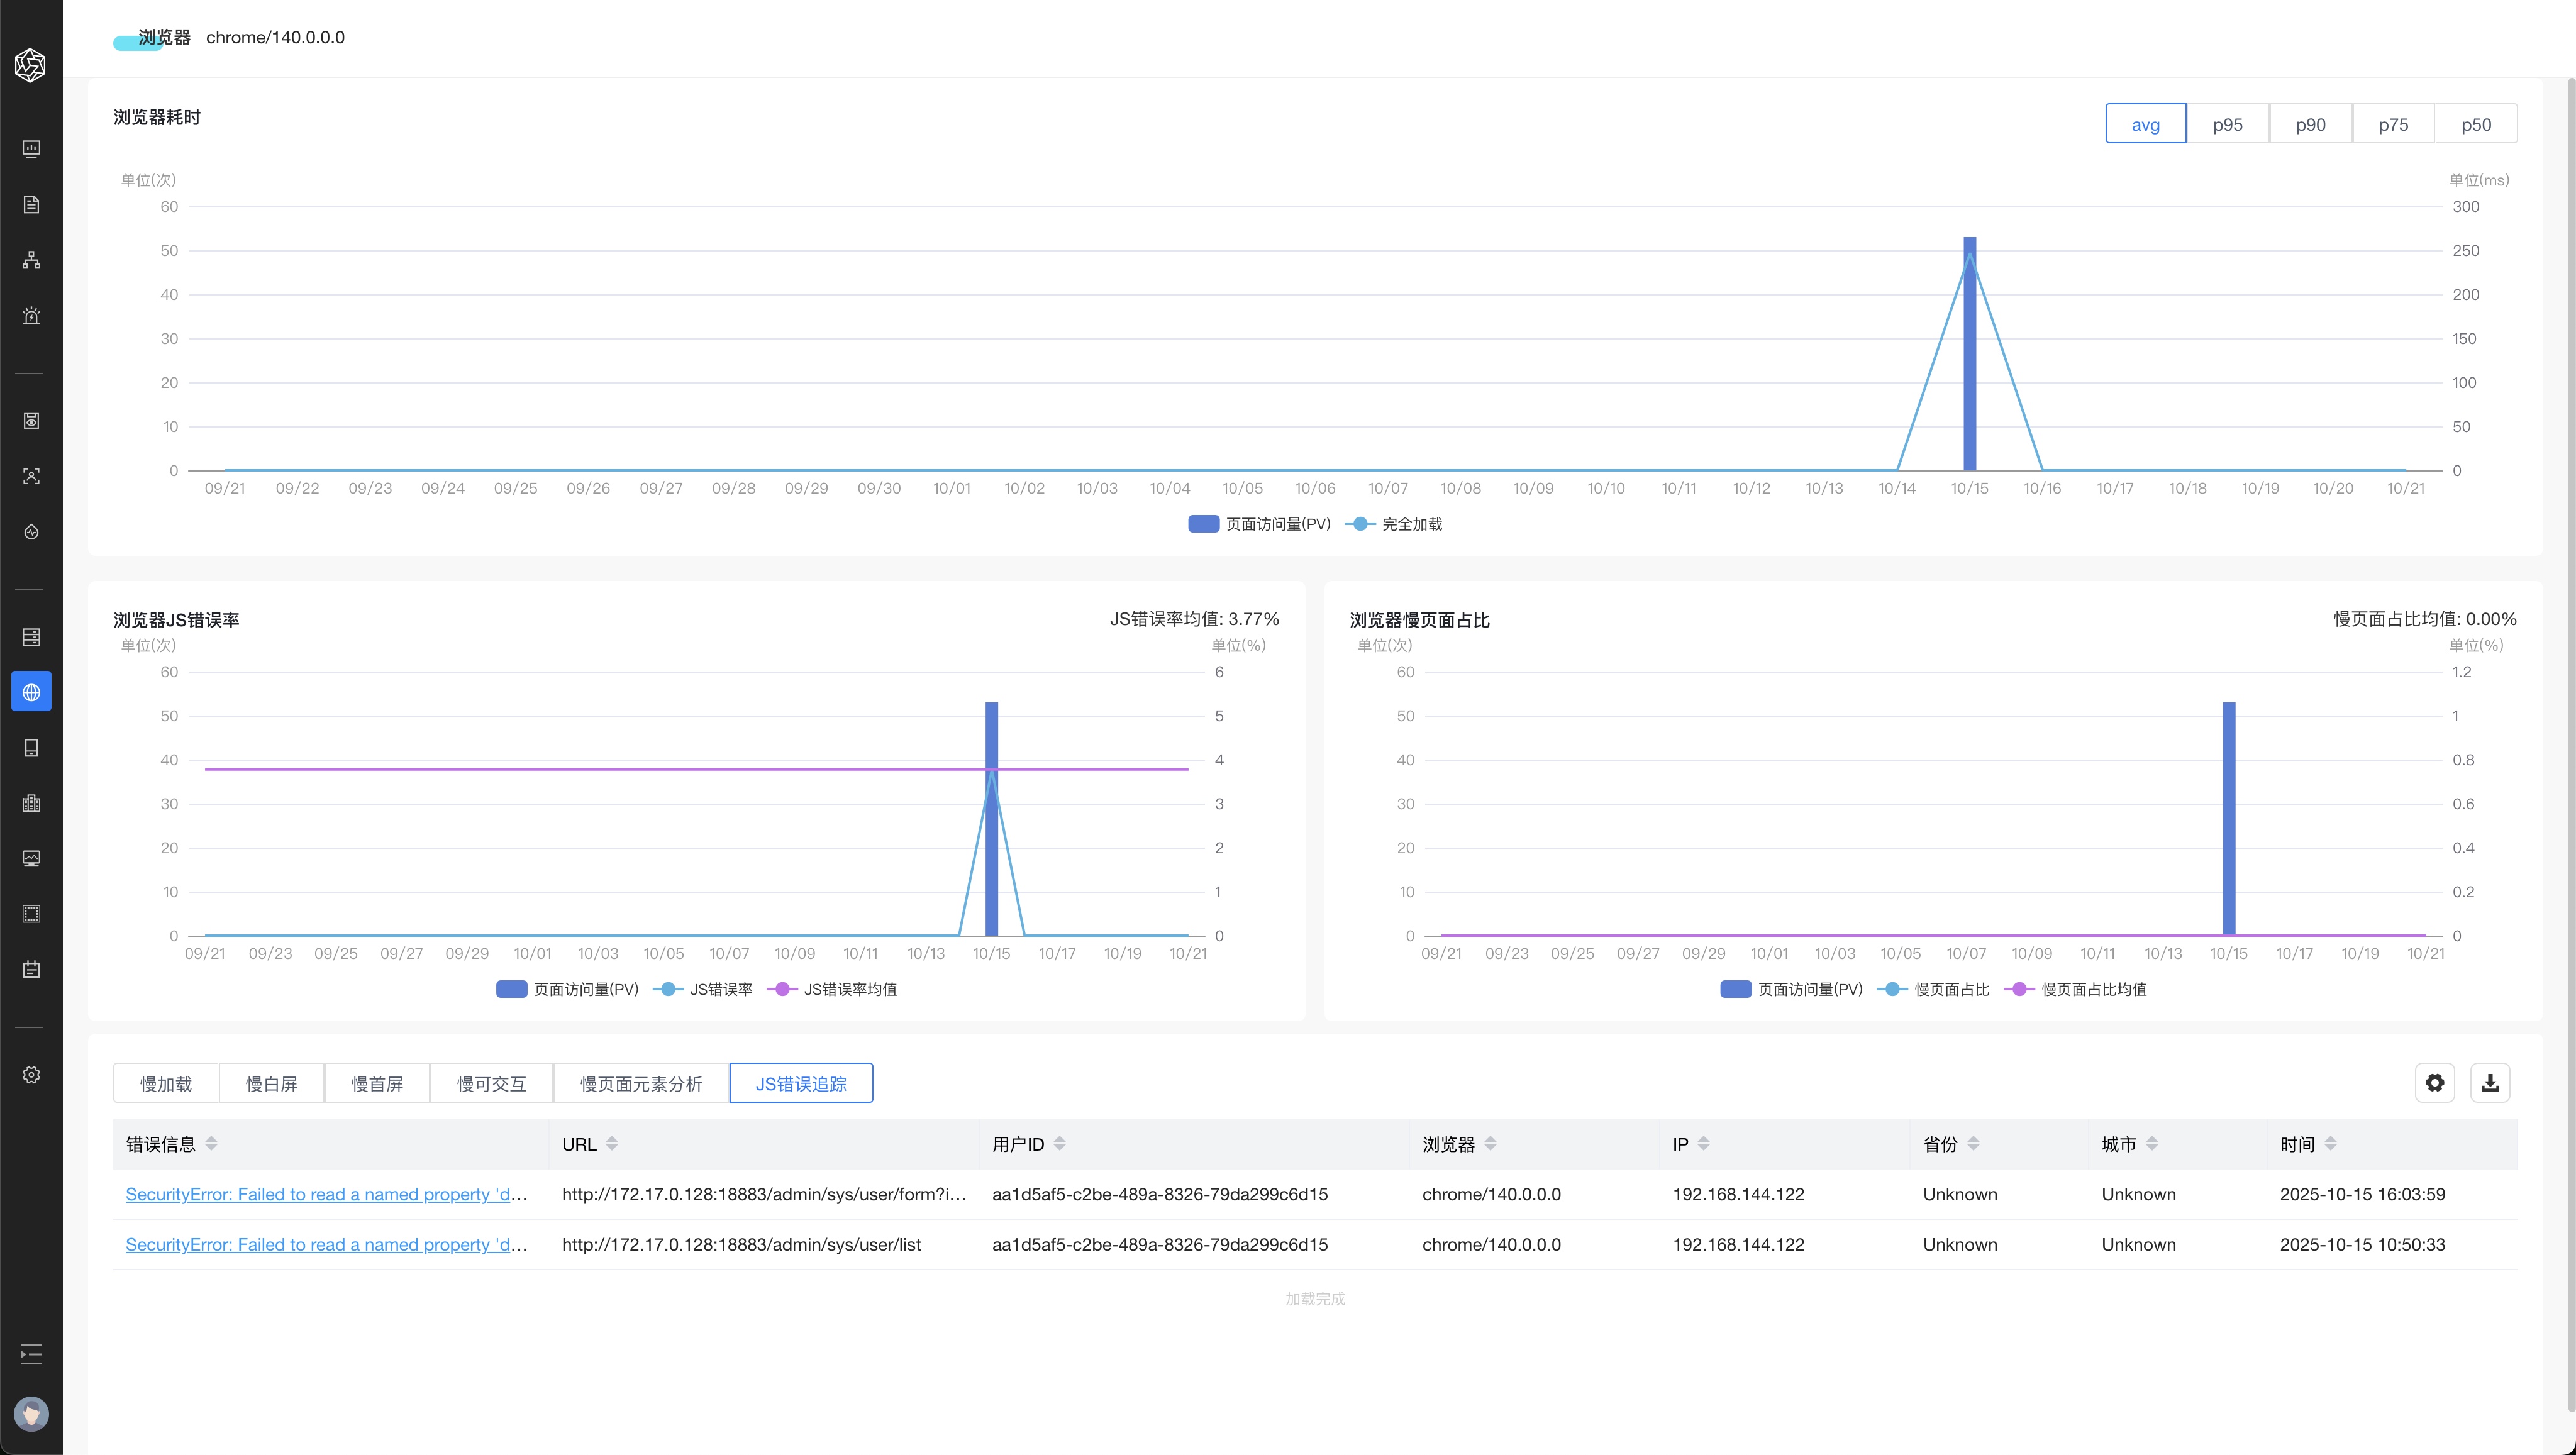 浏览器 chrome/140.0.0.0
浏览器耗时
avg p95 p90 p75 p50
单位(次) 单位(ms)
60 300
50 250
40 200
30 150
20 100
10 50
0 0
09/21 09/22 09/23 09/24 09/25 09/26 09/27 09/28 09/29 09/30 10/01 10/02 10/03 10/04 10/05 10/06 10/07 10/08 10/09 10/10 10/11 10/12 10/13 10/14 10/15 10/16 10/17 10/18 10/19 10/20 10/21
页面访问量(PV) 完全加载
浏览器JS错误率 JS错误率均值: 3.77%
单位(次) 单位(%)
60 6
50 5
40 4
30 3
20 2
10 1
0 0
09/21 09/23 09/25 09/27 09/29 10/01 10/03 10/05 10/07 10/09 10/11 10/13 10/15 10/17 10/19 10/21
页面访问量(PV) JS错误率 JS错误率均值
浏览器慢页面占比 慢页面占比均值: 0.00%
单位(次) 单位(%)
60 1.2
50 1
40 0.8
30 0.6
20 0.4
10 0.2
0 0
09/21 09/23 09/25 09/27 09/29 10/01 10/03 10/05 10/07 10/09 10/11 10/13 10/15 10/17 10/19 10/21
页面访问量(PV) 慢页面占比 慢页面占比均值
慢加载 慢白屏 慢首屏 慢可交互 慢页面元素分析 JS错误追踪
错误信息 URL 用户ID 浏览器 IP 省份 城市 时间
SecurityError: Failed to read a named property 'd... http://172.17.0.128:18883/admin/sys/user/form?i... aa1d5af5-c2be-489a-8326-79da299c6d15 chrome/140.0.0.0 192.168.144.122 Unknown Unknown 2025-10-15 16:03:59
SecurityError: Failed to read a named property 'd... http://172.17.0.128:18883/admin/sys/user/list aa1d5af5-c2be-489a-8326-79da299c6d15 chrome/140.0.0.0 192.168.144.122 Unknown Unknown 2025-10-15 10:50:33
加载完成